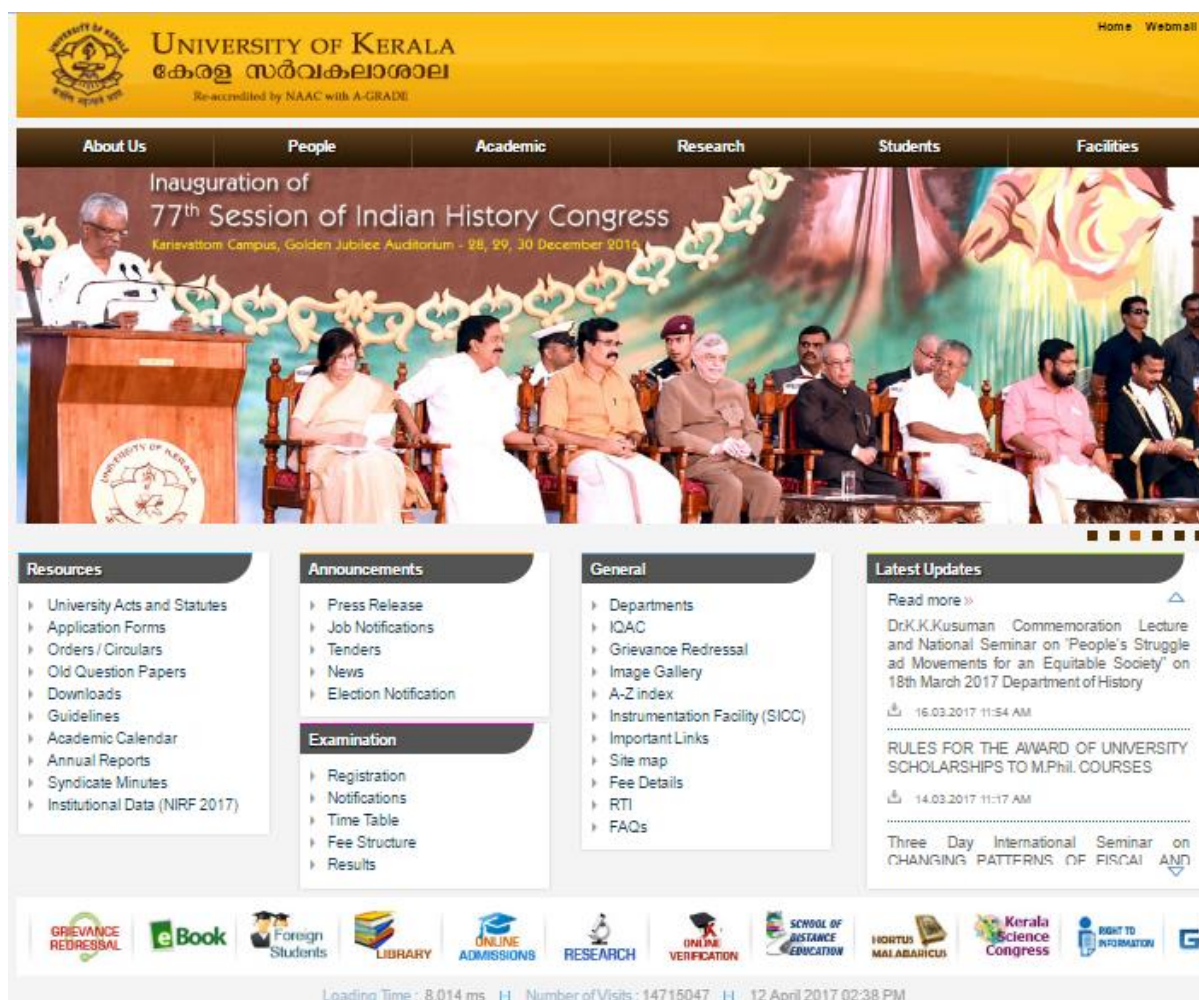 Home Webmail
UNIVERSITY OF KERALA
കേരള സർവകലാശാല
Re-accredited by NAAC with A-GRADE
About Us People Academic Research Students Facilities
Inauguration of
77th Session of Indian History Congress
Kariavattom Campus, Golden Jubilee Auditorium - 28, 29, 30 December 2016
UNIVERSITY OF KERALA
Resources
University Acts and Statutes
Application Forms
Orders / Circulars
Old Question Papers
Downloads
Guidelines
Academic Calendar
Annual Reports
Syndicate Minutes
Institutional Data (NIRF 2017)
Announcements
Press Release
Job Notifications
Tenders
News
Election Notification
Examination
Registration
Notifications
Time Table
Fee Structure
Results
General
Departments
IQAC
Grievance Redressal
Image Gallery
A-Z index
Instrumentation Facility (SICC)
Important Links
Site map
Fee Details
RTI
FAQs
Latest Updates
Read more »
Dr.K.K.Kusuman Commemoration Lecture
and National Seminar on "People's Struggle
ad Movements for an Equitable Society" on
18th March 2017 Department of History
16.03.2017 11:54 AM
RULES FOR THE AWARD OF UNIVERSITY
SCHOLARSHIPS TO M.Phil. COURSES
14.03.2017 11:17 AM
Three Day International Seminar on
CHANGING PATTERNS OF FISCAL AND
GRIEVANCE
REDRESSAL
eBook
Foreign
Students
LIBRARY
ONLINE
ADMISSIONS
RESEARCH
ONLINE
VERIFICATION
SCHOOL OF
DISTANCE
EDUCATION
HORTUS
MALABARICUS
Kerala
Science
Congress
RIGHT TO
INFORMATION
G
Loading Time : 8.014 ms |-| Number of Visits : 14715047 |-| 12 April 2017 02:38 PM